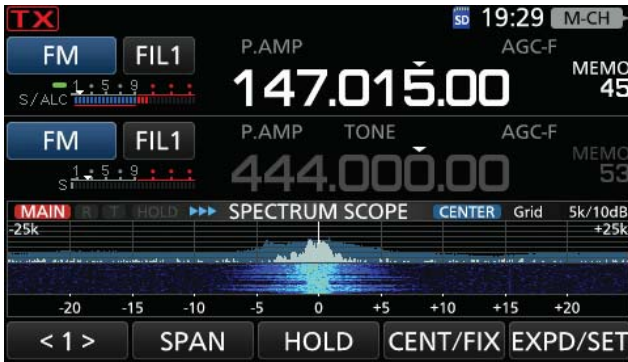 TX SD 19:29 M-CH
FM FIL1 P.AMP AGC-F
147.015.00 MEMO 45
S/ALC 1 5 9
FM FIL1 P.AMP TONE AGC-F
444.000.00 MEMO 53
S 1 5 9
MAIN R T HOLD SPECTRUM SCOPE CENTER Grid 5k/10dB
-25k +25k
-20 -15 -10 -5 0 +5 +10 +15 +20
< 1 > SPAN HOLD CENT/FIX EXPD/SET